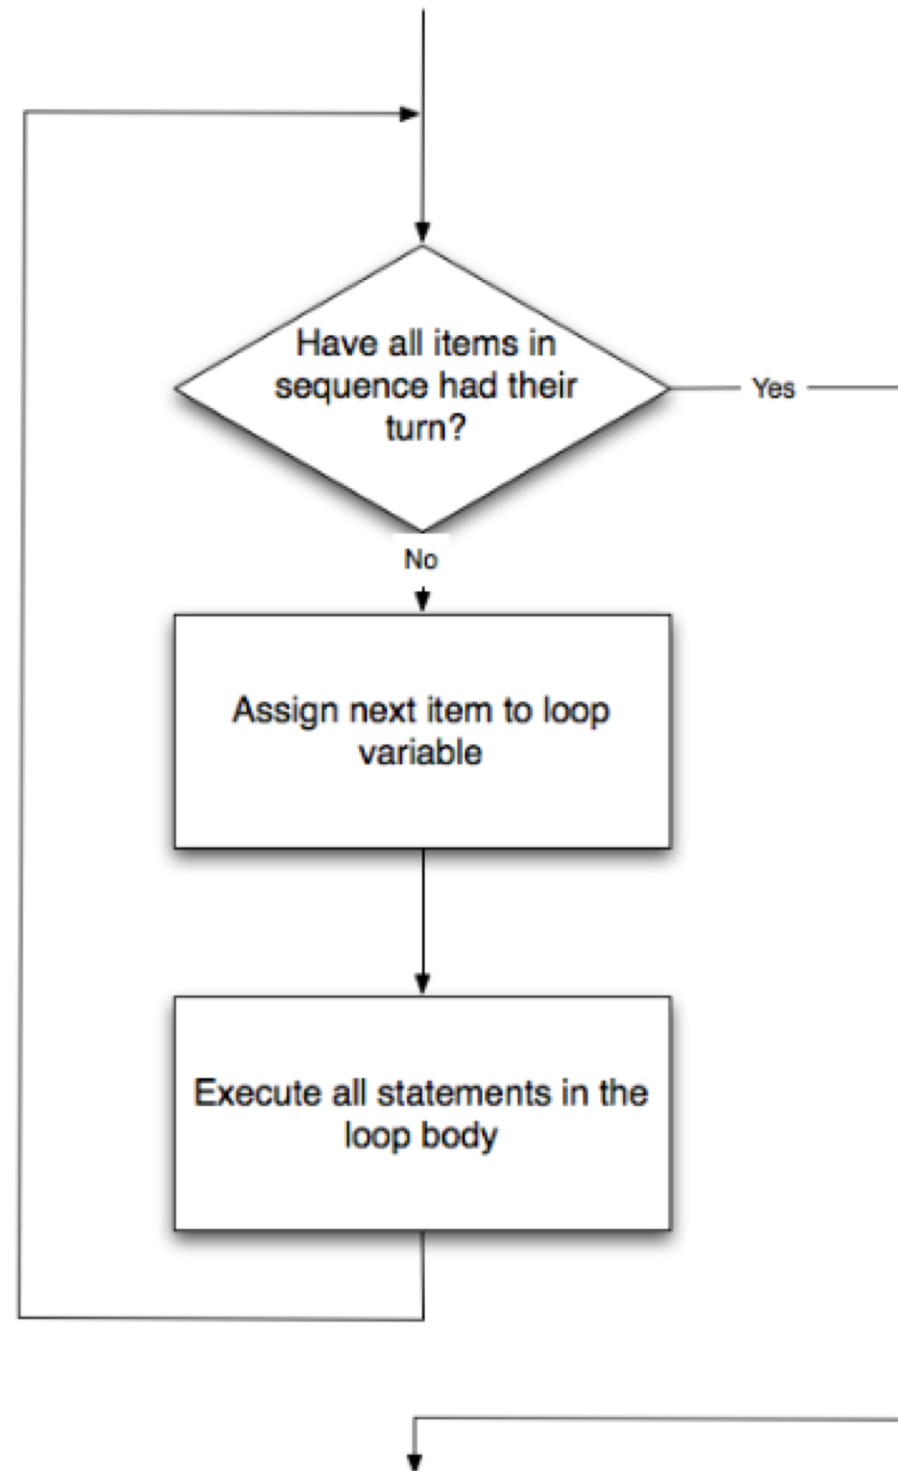 Have all items in
sequence had their
turn?
Yes
No
Assign next item to loop
variable
Execute all statements in the
loop body